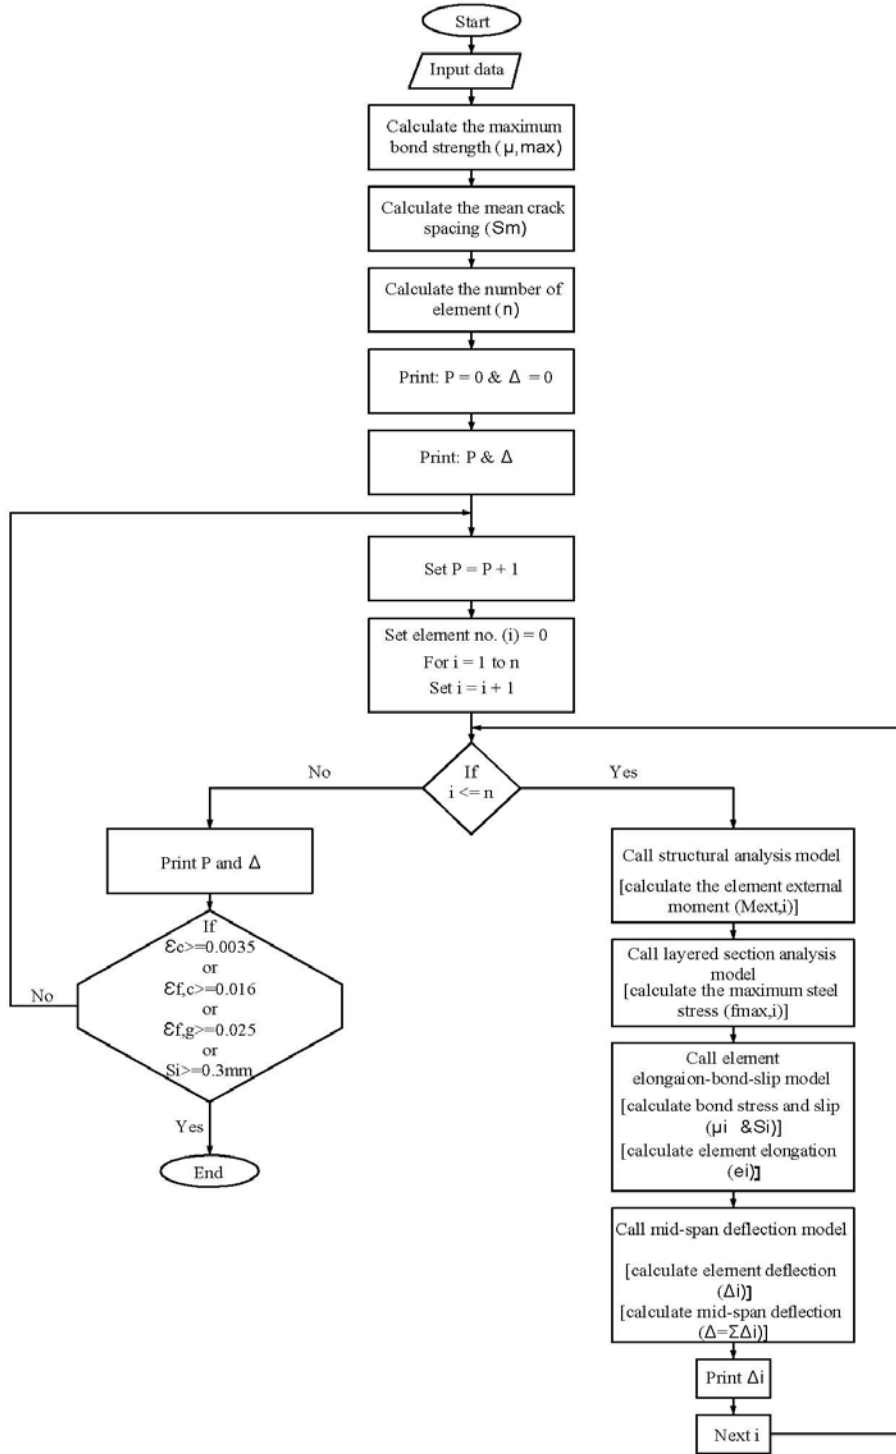 Start
Input data
Calculate the maximum
bond strength (μ,max)
Calculate the mean crack
spacing (Sm)
Calculate the number of
element (n)
Print: P = 0 & Δ = 0
Print: P & Δ
Set P = P + 1
Set element no. (i) = 0
For i = 1 to n
Set i = i + 1
If
i <= n
No
Yes
Print P and Δ
If
εc>=0.0035
or
εf,c>=0.016
or
εf,g>=0.025
or
Si>=0.3mm
No
Yes
End
Call structural analysis model
[calculate the element external
moment (Mext,i)]
Call layered section analysis
model
[calculate the maximum steel
stress (fmax,i)]
Call element
elongaion-bond-slip model
[calculate bond stress and slip
(μi &Si)]
[calculate element elongation
(ei)]
Call mid-span deflection model
[calculate element deflection
(Δi)]
[calculate mid-span deflection
(Δ=ΣΔi)]
Print Δi
Next i